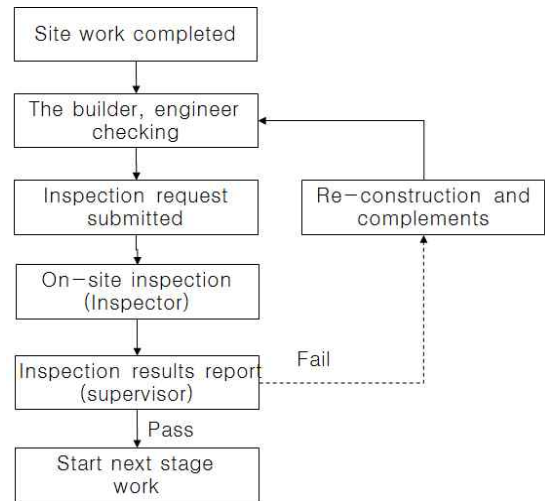 Site work completed
The builder, engineer
checking
Inspection request
submitted
Re-construction and
complements
On-site inspection
(Inspector)
Inspection results report
(supervisor)
Fail
Pass
Start next stage
work